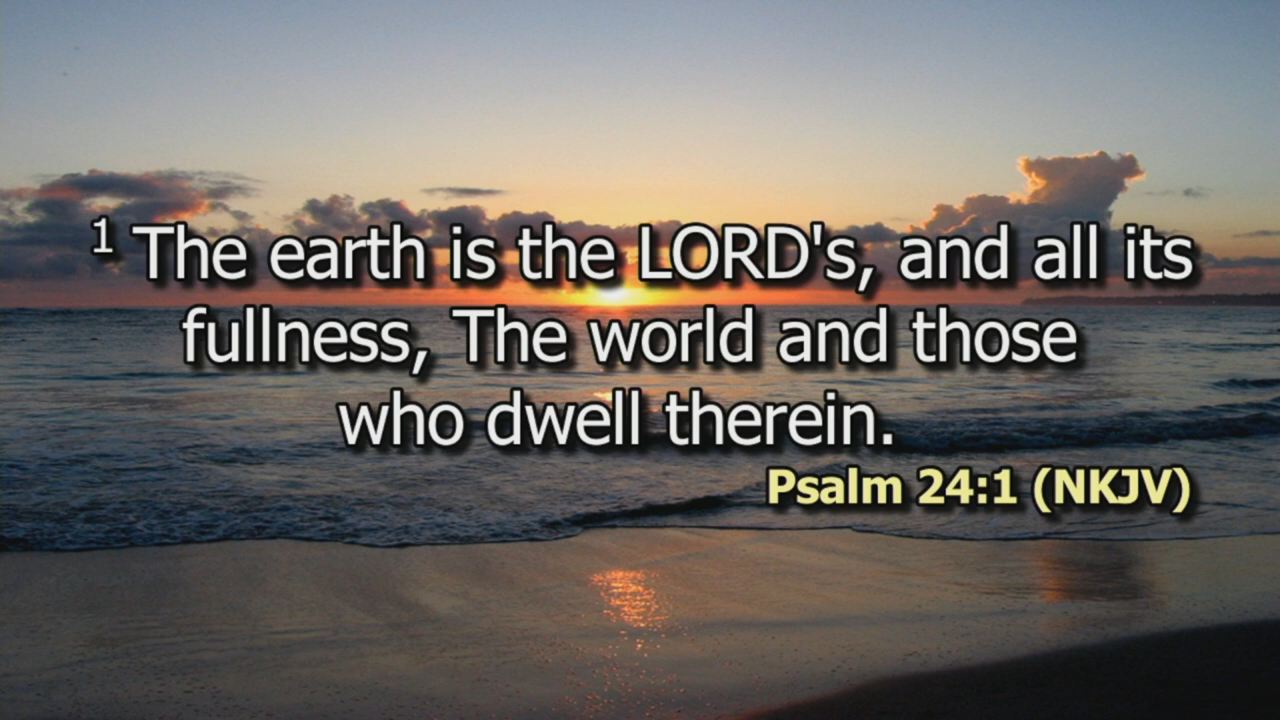 1 The earth is the LORD's, and all its
fullness, The world and those
who dwell therein.
Psalm 24:1 (NKJV)